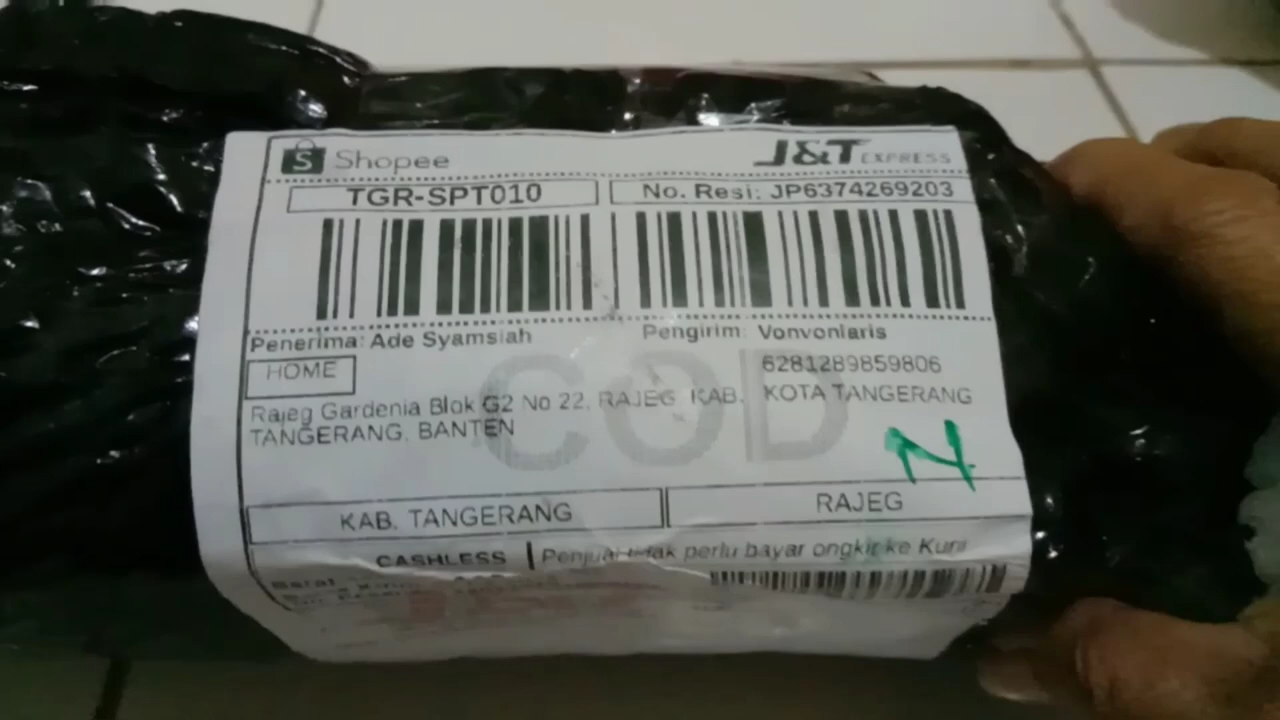 Shopee
J&T EXPRESS
TGR-SPT010
No. Resi: JP6374269203
Penerima: Ade Syamsiah
Pengirim: Vonvonlaris
HOME
6281289859806
Rajeg Gardenia Blok G2 No 22, RAJEG, KAB.
KOTA TANGERANG
TANGERANG, BANTEN
COD
N
KAB. TANGERANG
RAJEG
CASHLESS
Penjual tidak perlu bayar ongkir ke Kurir